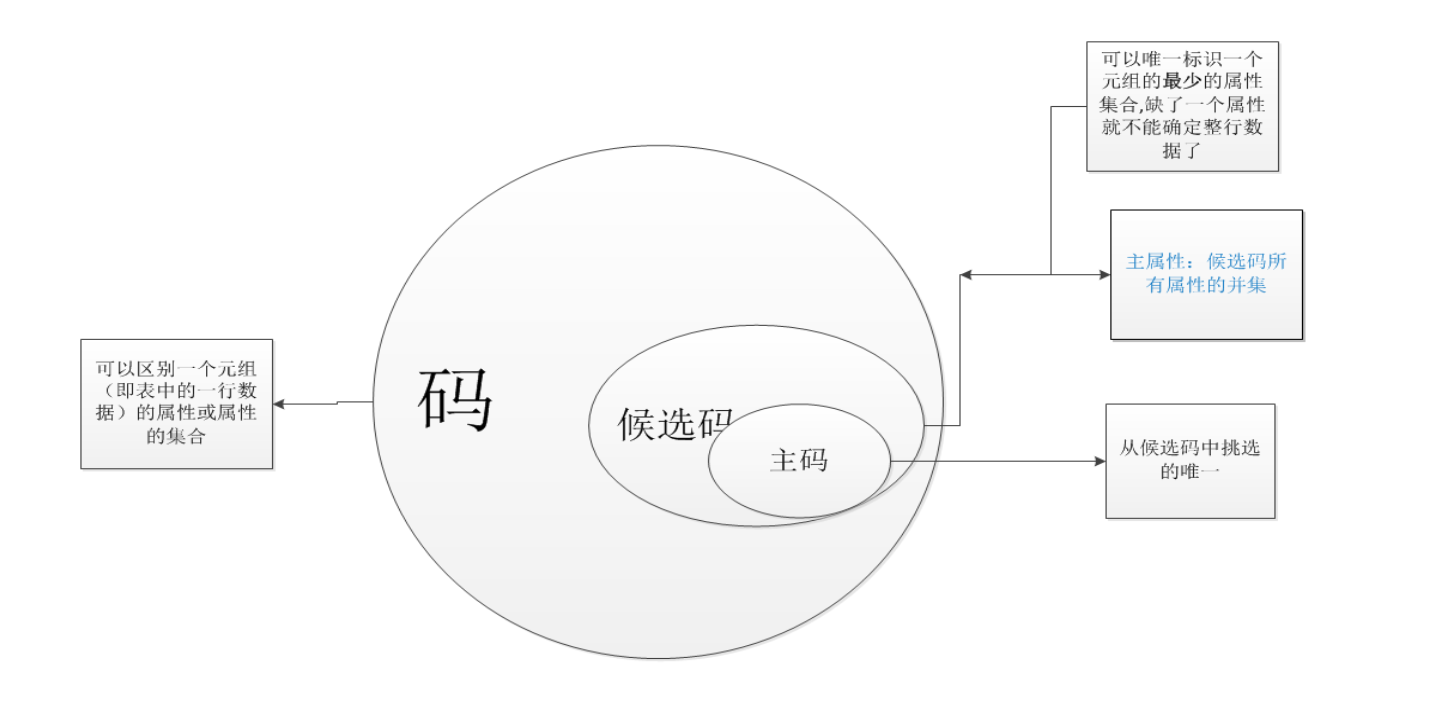 可以唯一标识一个
元组的最少的属性
集合,缺了一个属性
就不能确定整行数
据了
主属性：候选码所
有属性的并集
可以区别一个元组
（即表中的一行数
据）的属性或属性
的集合
码
候选码
主码
从候选码中挑选
的唯一